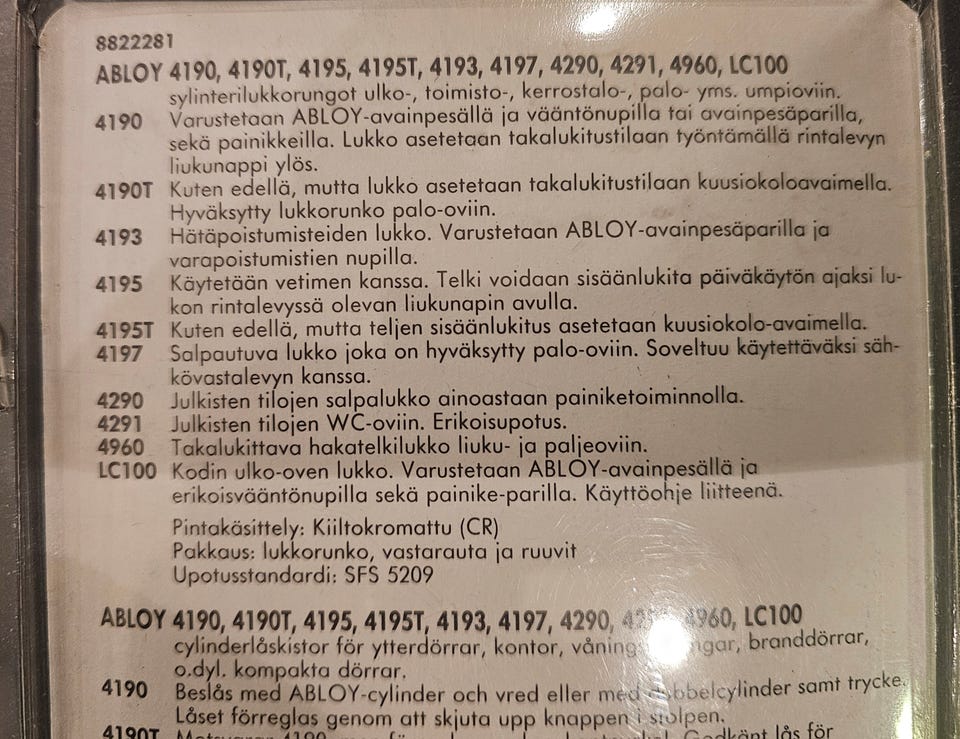 8822281
ABLOY 4190, 4190T, 4195, 4195T, 4193, 4197, 4290, 4291, 4960, LC100
sylinterilukkorungot ulko-, toimisto-, kerrostalo-, palo- yms. umpioviin.
4190 Varustetaan ABLOY-avainpesällä ja vääntönupilla tai avainpesäparilla,
sekä painikkeilla. Lukko asetetaan takalukitustilaan työntämällä rintalevyn
liukunappi ylös.
4190T Kuten edellä, mutta lukko asetetaan takalukitustilaan kuusiokoloavaimella.
Hyväksytty lukkorunko palo-oviin.
4193 Hätäpoistumisteiden lukko. Varustetaan ABLOY-avainpesäparilla ja
varapoistumistien nupilla.
4195 Käytetään vetimen kanssa. Telki voidaan sisäänlukita päiväkäytön ajaksi lu-
kon rintalevyssä olevan liukunapin avulla.
4195T Kuten edellä, mutta teljen sisäänlukitus asetetaan kuusiokolo-avaimella.
4197 Salpautuva lukko joka on hyväksytty palo-oviin. Soveltuu käytettäväksi säh-
kövastalevyn kanssa.
4290 Julkisten tilojen salpalukko ainoastaan painiketoiminnolla.
4291 Julkisten tilojen WC-oviin. Erikoisupotus.
4960 Takalukittava hakatelkilukko liuku- ja paljeoviin.
LC100 Kodin ulko-oven lukko. Varustetaan ABLOY-avainpesällä ja
erikoisvääntönupilla sekä painike-parilla. Käyttöohje liitteenä.
Pintakäsittely: Kiiltokromattu (CR)
Pakkaus: lukkorunko, vastarauta ja ruuvit
Upotusstandardi: SFS 5209
ABLOY 4190, 4190T, 4195, 4195T, 4193, 4197, 4290, 4960, LC100
cylinderlåskistor för ytterdörrar, kontor, branddörrar,
o.dyl. kompakta dörrar.
4190 Beslås med ABLOY-cylinder och vred eller med dubbelcylinder samt trycke.
Låset förreglas genom att skjuta upp knappen i stolpen.
4190T Godkänt lås för